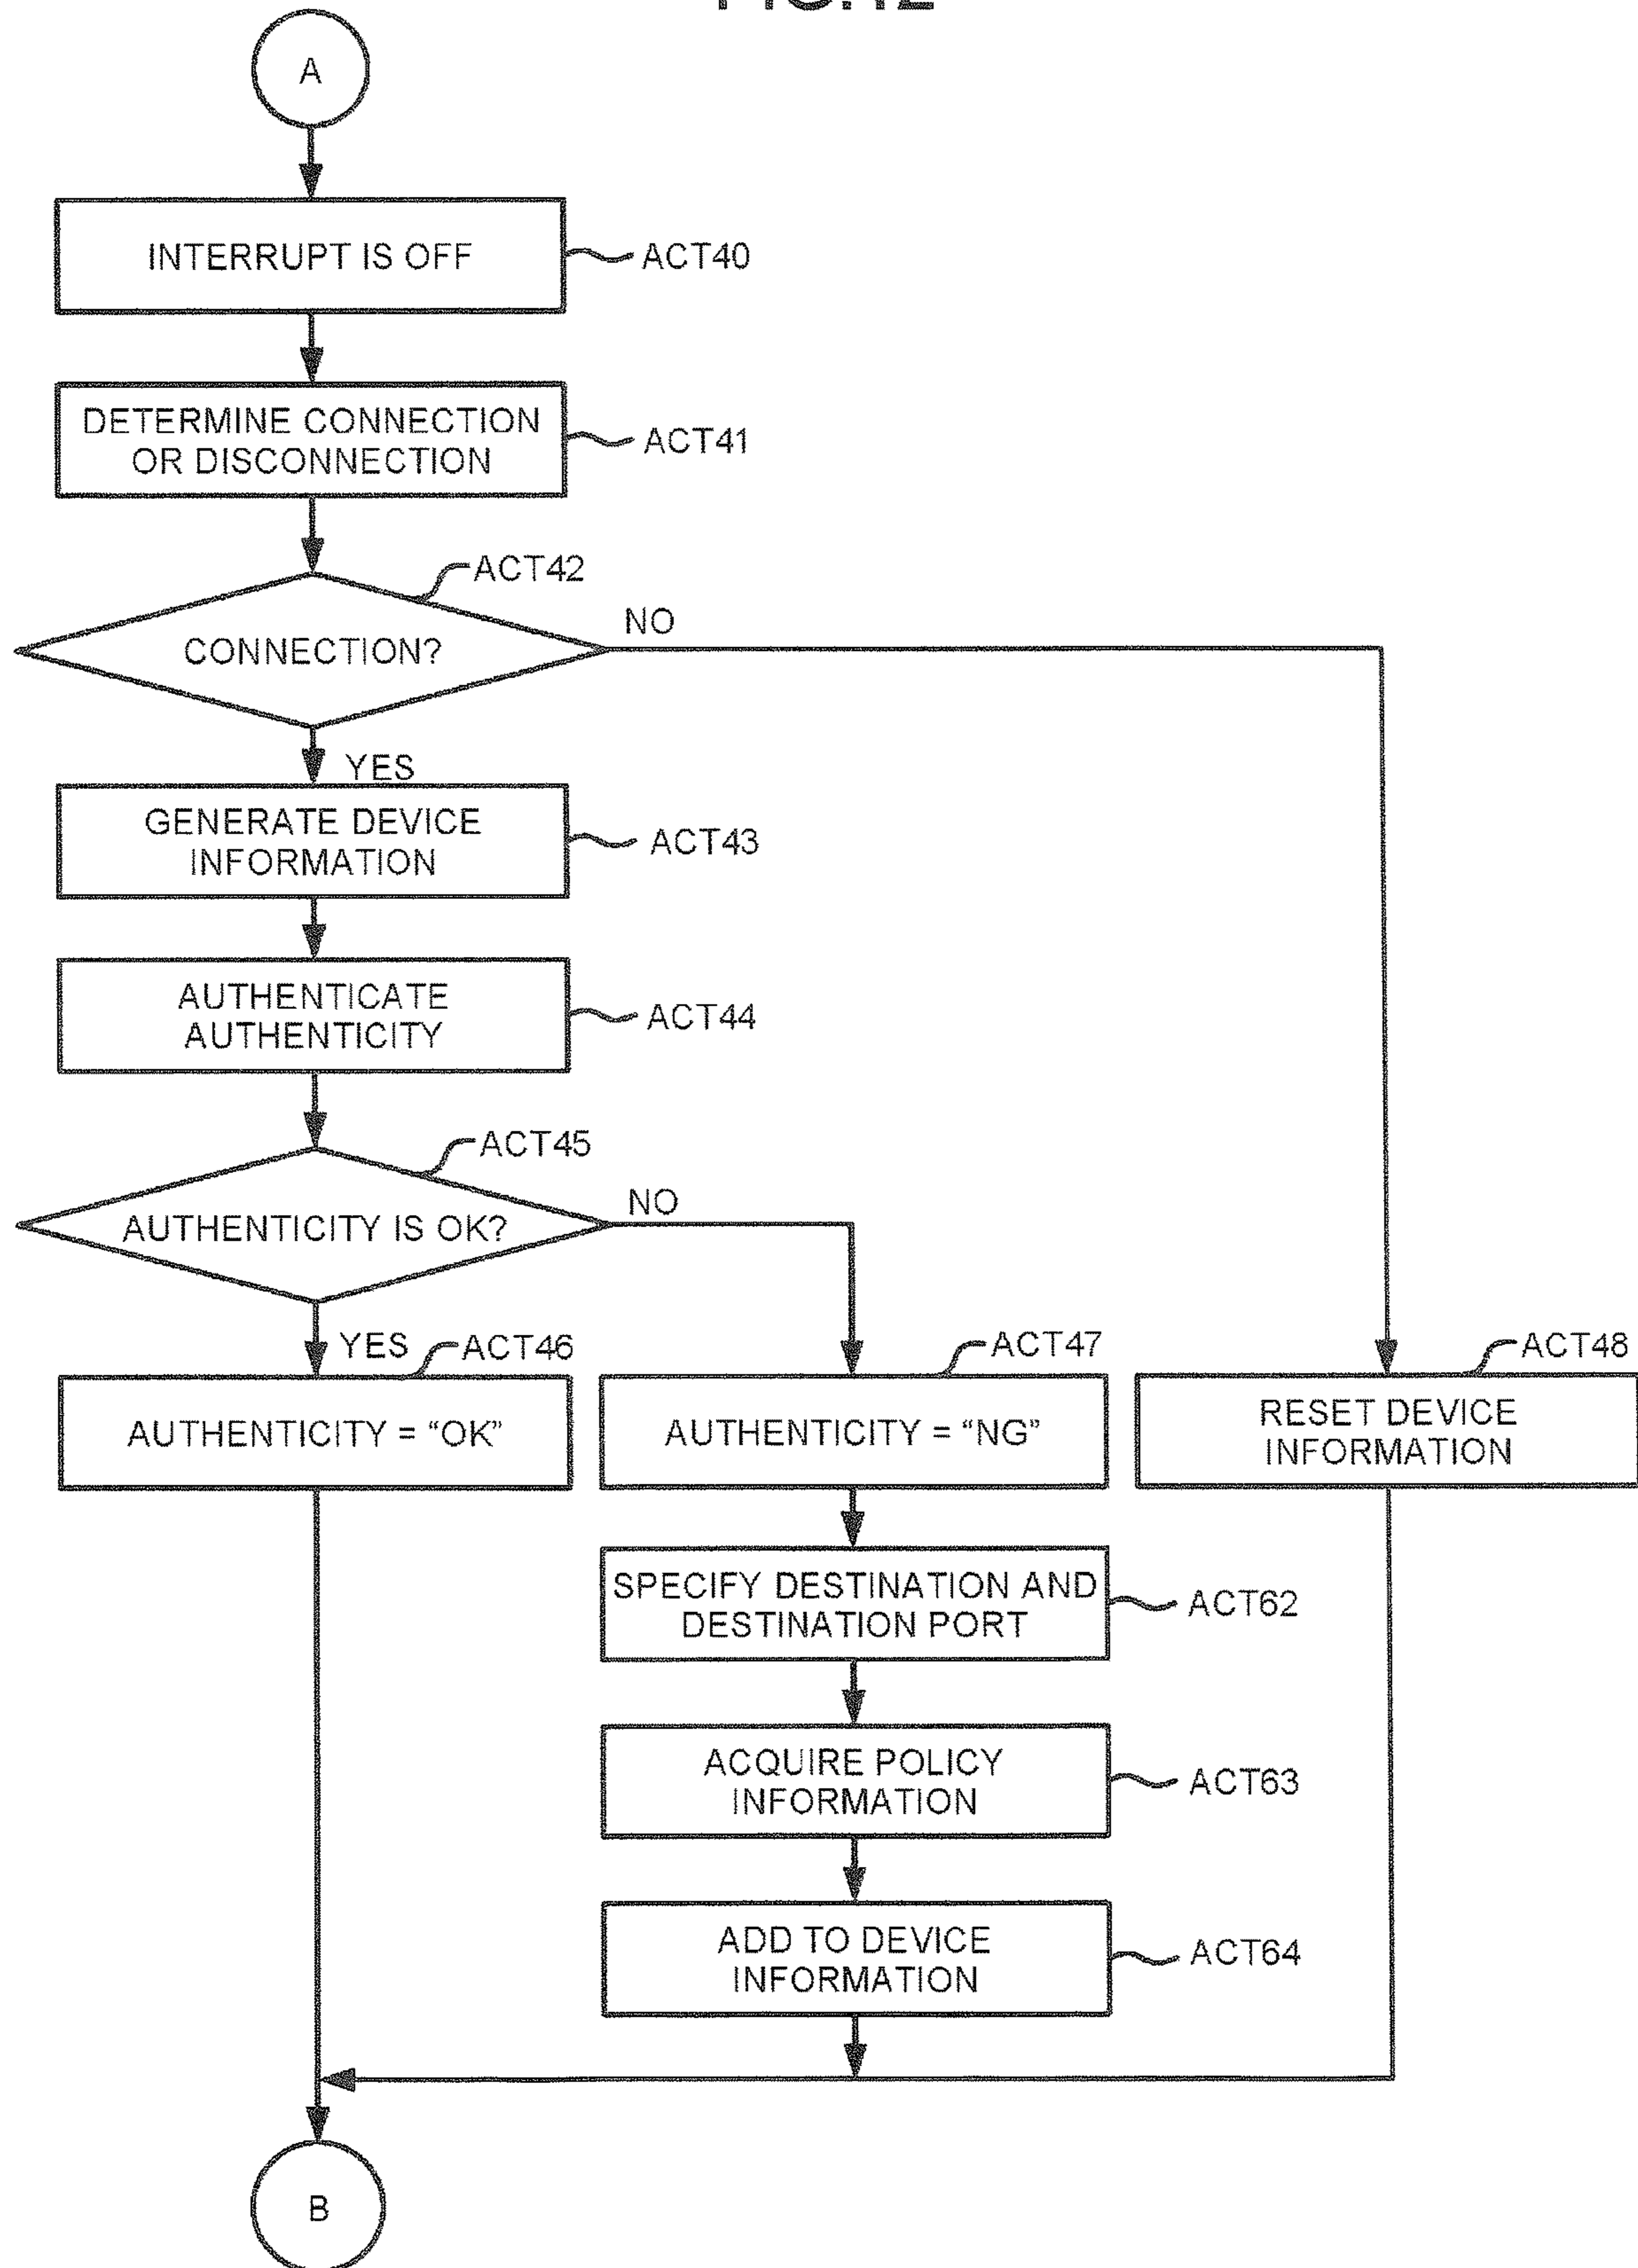 A
INTERRUPT IS OFF
ACT40
DETERMINE CONNECTION
OR DISCONNECTION
ACT41
ACT42
CONNECTION?
NO
YES
GENERATE DEVICE
INFORMATION
ACT43
AUTHENTICATE
AUTHENTICITY
ACT44
ACT45
AUTHENTICITY IS OK?
NO
YES
ACT46
ACT47
ACT48
AUTHENTICITY = “OK”
AUTHENTICITY = “NG”
RESET DEVICE
INFORMATION
SPECIFY DESTINATION AND
DESTINATION PORT
ACT62
ACQUIRE POLICY
INFORMATION
ACT63
ADD TO DEVICE
INFORMATION
ACT64
B